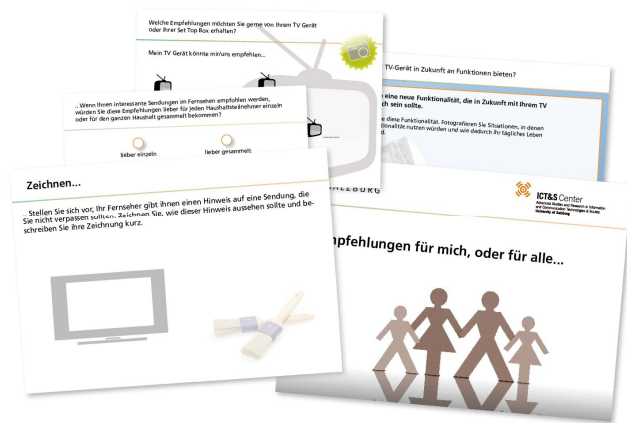 Welche Empfehlungen möchten Sie gerne von Ihrem TV Gerät
oder Ihrer Set Top Box erhalten?
Mein TV Gerät könnte mir/uns empfehlen...
TV-Gerät in Zukunft an Funktionen bieten?
eine neue Funktionalität, die in Zukunft mit Ihrem TV
ch sein sollte.
e diese Funktionalität. Fotografieren Sie Situationen, in denen
tionalität nutzen würden und wie dadurch ihr tägliches Leben
d.
.. Wenn Ihnen interessante Sendungen im Fernsehen empfohlen werden,
würden Sie diese Empfehlungen lieber für jeden Haushaltsteilnehmer einzeln
oder für den ganzen Haushalt gesammelt bekommen?
lieber einzeln
lieber gesammelt
Zeichnen...
.. Stellen Sie sich vor, Ihr Fernseher gibt ihnen einen Hinweis auf eine Sendung, die
Sie nicht verpassen sollten. Zeichnen Sie, wie dieser Hinweis aussehen sollte und be-
schreiben Sie ihre Zeichnung kurz.
ALZBURG
ICT&S Center
Advanced Studies and Research in Information
and Communication Technologies & Society
University of Salzburg
npfehlungen für mich, oder für alle...